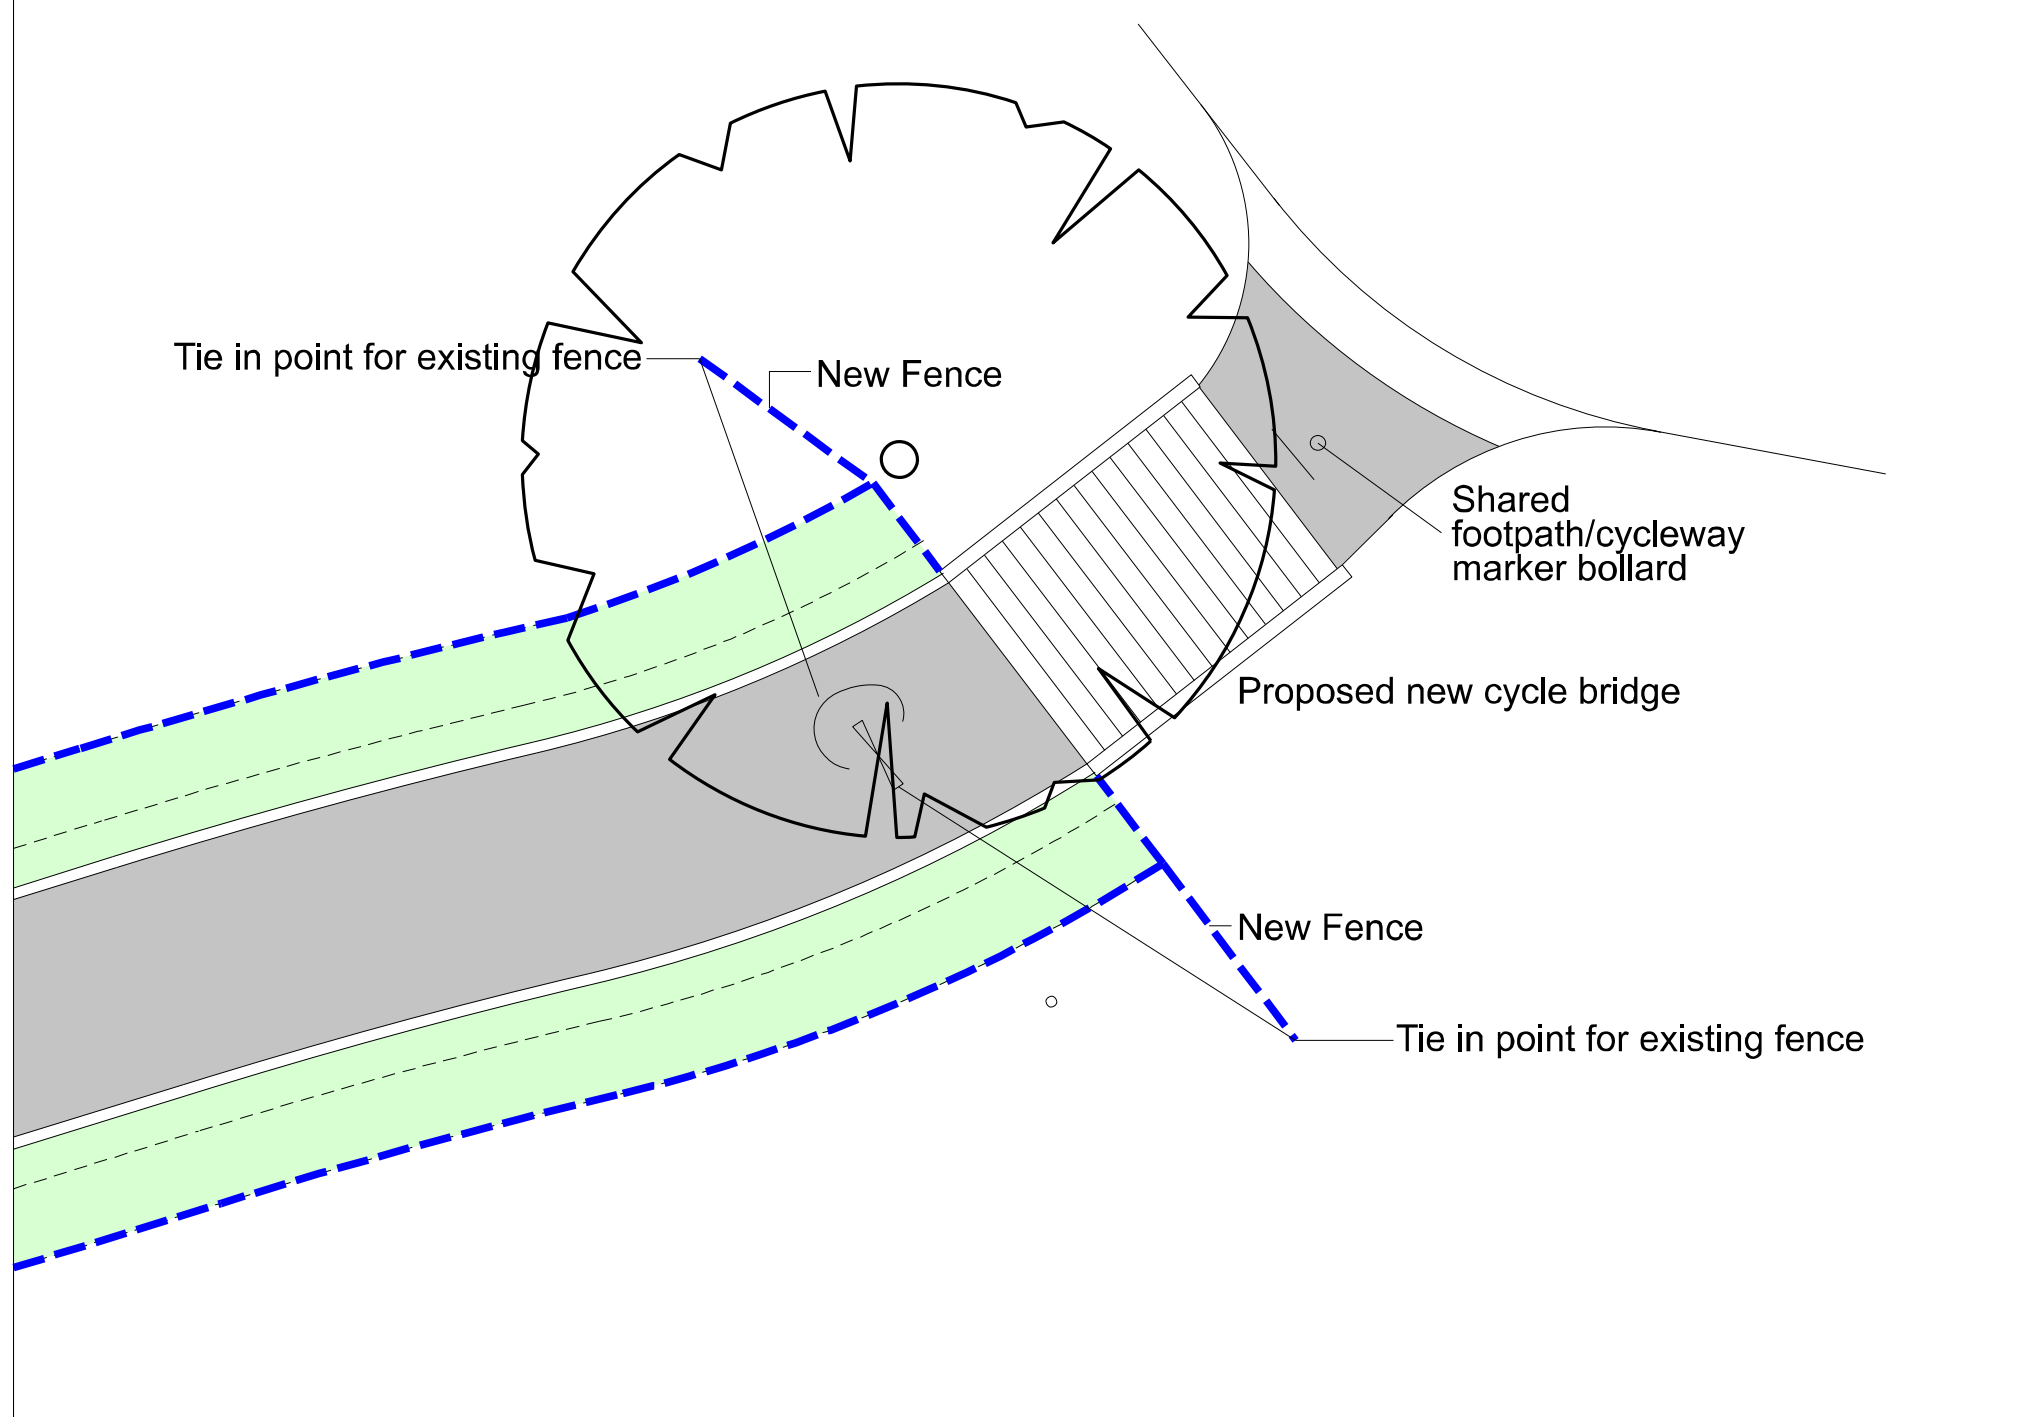 Tie in point for existing fence
New Fence
Shared
footpath/cycleway
marker bollard
Proposed new cycle bridge
New Fence
Tie in point for existing fence